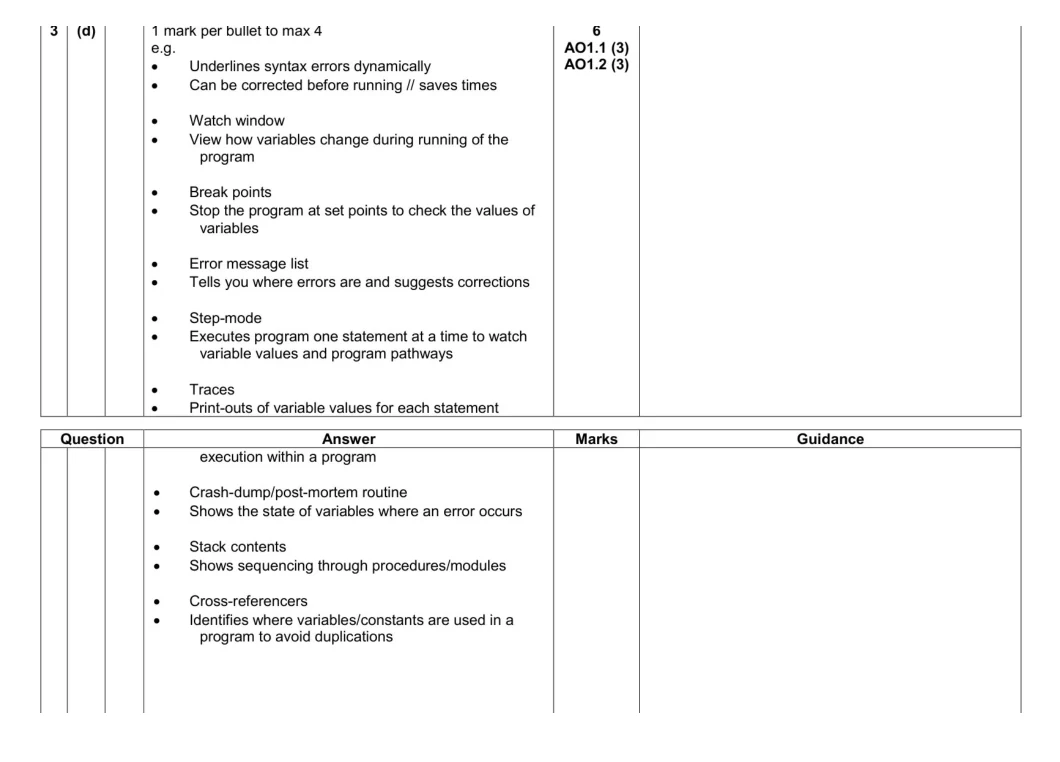 3 (d) 1 mark per bullet to max 4 6
e.g. AO1.1 (3)
• Underlines syntax errors dynamically AO1.2 (3)
• Can be corrected before running // saves times
• Watch window
• View how variables change during running of the
program
• Break points
• Stop the program at set points to check the values of
variables
• Error message list
• Tells you where errors are and suggests corrections
• Step-mode
• Executes program one statement at a time to watch
variable values and program pathways
• Traces
• Print-outs of variable values for each statement
Question Answer Marks Guidance
execution within a program
• Crash-dump/post-mortem routine
• Shows the state of variables where an error occurs
• Stack contents
• Shows sequencing through procedures/modules
• Cross-referencers
• Identifies where variables/constants are used in a
program to avoid duplications